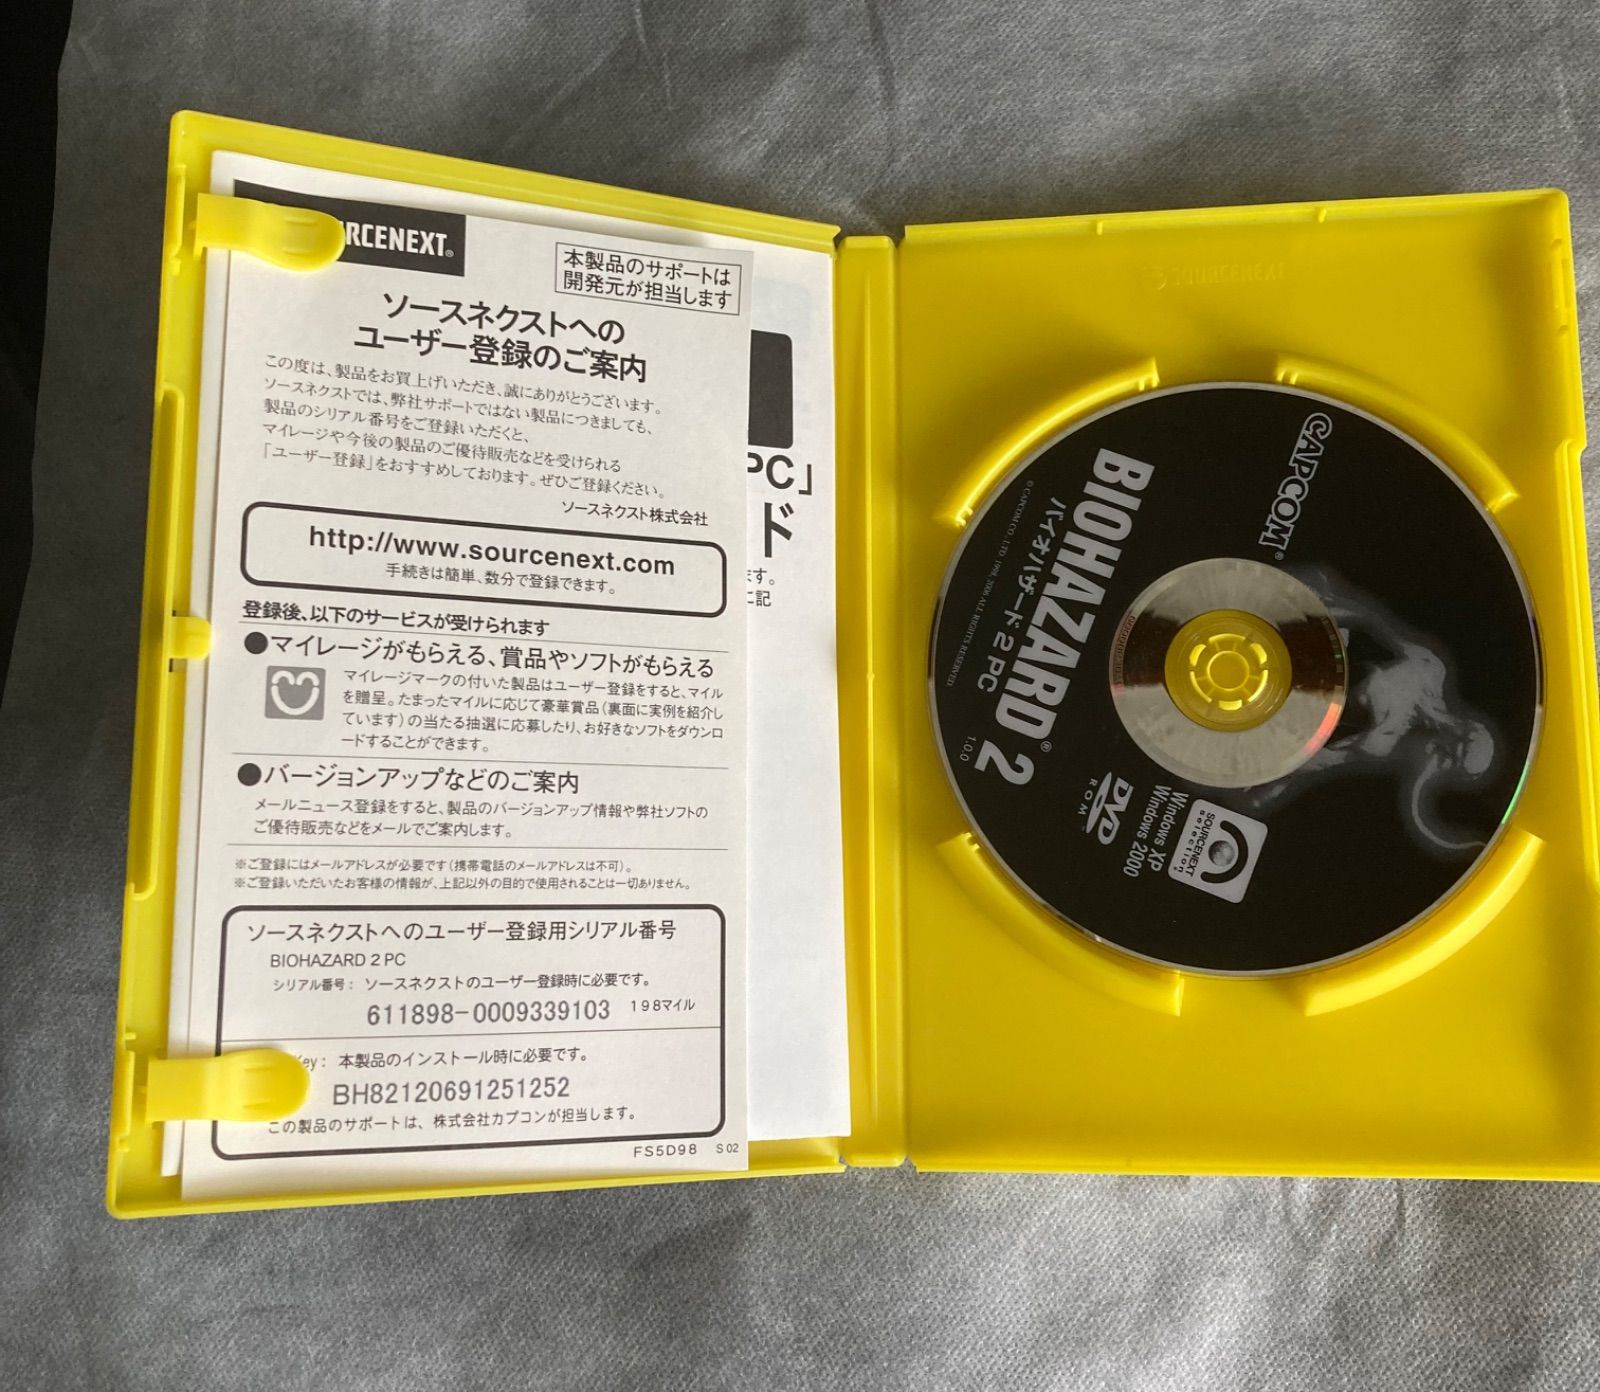 RCENEXT®
本製品のサポートは
開発元が担当します
ソースネクストへの
ユーザー登録のご案内
この度は、製品をお買上げいただき、誠にありがとうございます。
ソースネクストでは、弊社サポートではない製品につきましても、
製品のシリアル番号をご登録いただくと、
マイレージや今後の製品のご優待販売などを受けられる
「ユーザー登録」をおすすめしております。ぜひご登録ください。
ソースネクスト株式会社
http://www.sourcenext.com
手続きは簡単、数分で登録できます。
登録後、以下のサービスが受けられます
●マイレージがもらえる、賞品やソフトがもらえる
マイレージマークの付いた製品はユーザー登録をすると、マイル
を贈呈。たまったマイルに応じて豪華賞品（裏面に実例を紹介し
ています）の当たる抽選に応募したり、お好きなソフトをダウンロ
ードすることができます。
●バージョンアップなどのご案内
メールニュース登録をすると、製品のバージョンアップ情報や弊社ソフトの
ご優待販売などをメールでご案内します。
※ご登録にはメールアドレスが必要です（携帯電話のメールアドレスは不可）。
※ご登録いただいたお客様の情報が、上記以外の目的で使用されることは一切ありません。
ソースネクストへのユーザー登録用シリアル番号
BIOHAZARD 2 PC
シリアル番号： ソースネクストのユーザー登録時に必要です。
611898-0009339103 198マイル
Key： 本製品のインストール時に必要です。
BH82120691251252
この製品のサポートは、株式会社カプコンが担当します。
FS5D98 S02
PC」
ド
ます。
に記
SOURCENEXT
CAPCOM®
BIOHAZARD® 2
バイオハザード 2 PC
© CAPCOM CO., LTD. 1998, 2006 ALL RIGHTS RESERVED.
1.0.0
DVD
ROM
Windows XP
Windows 2000
SOURCENEXT
selection